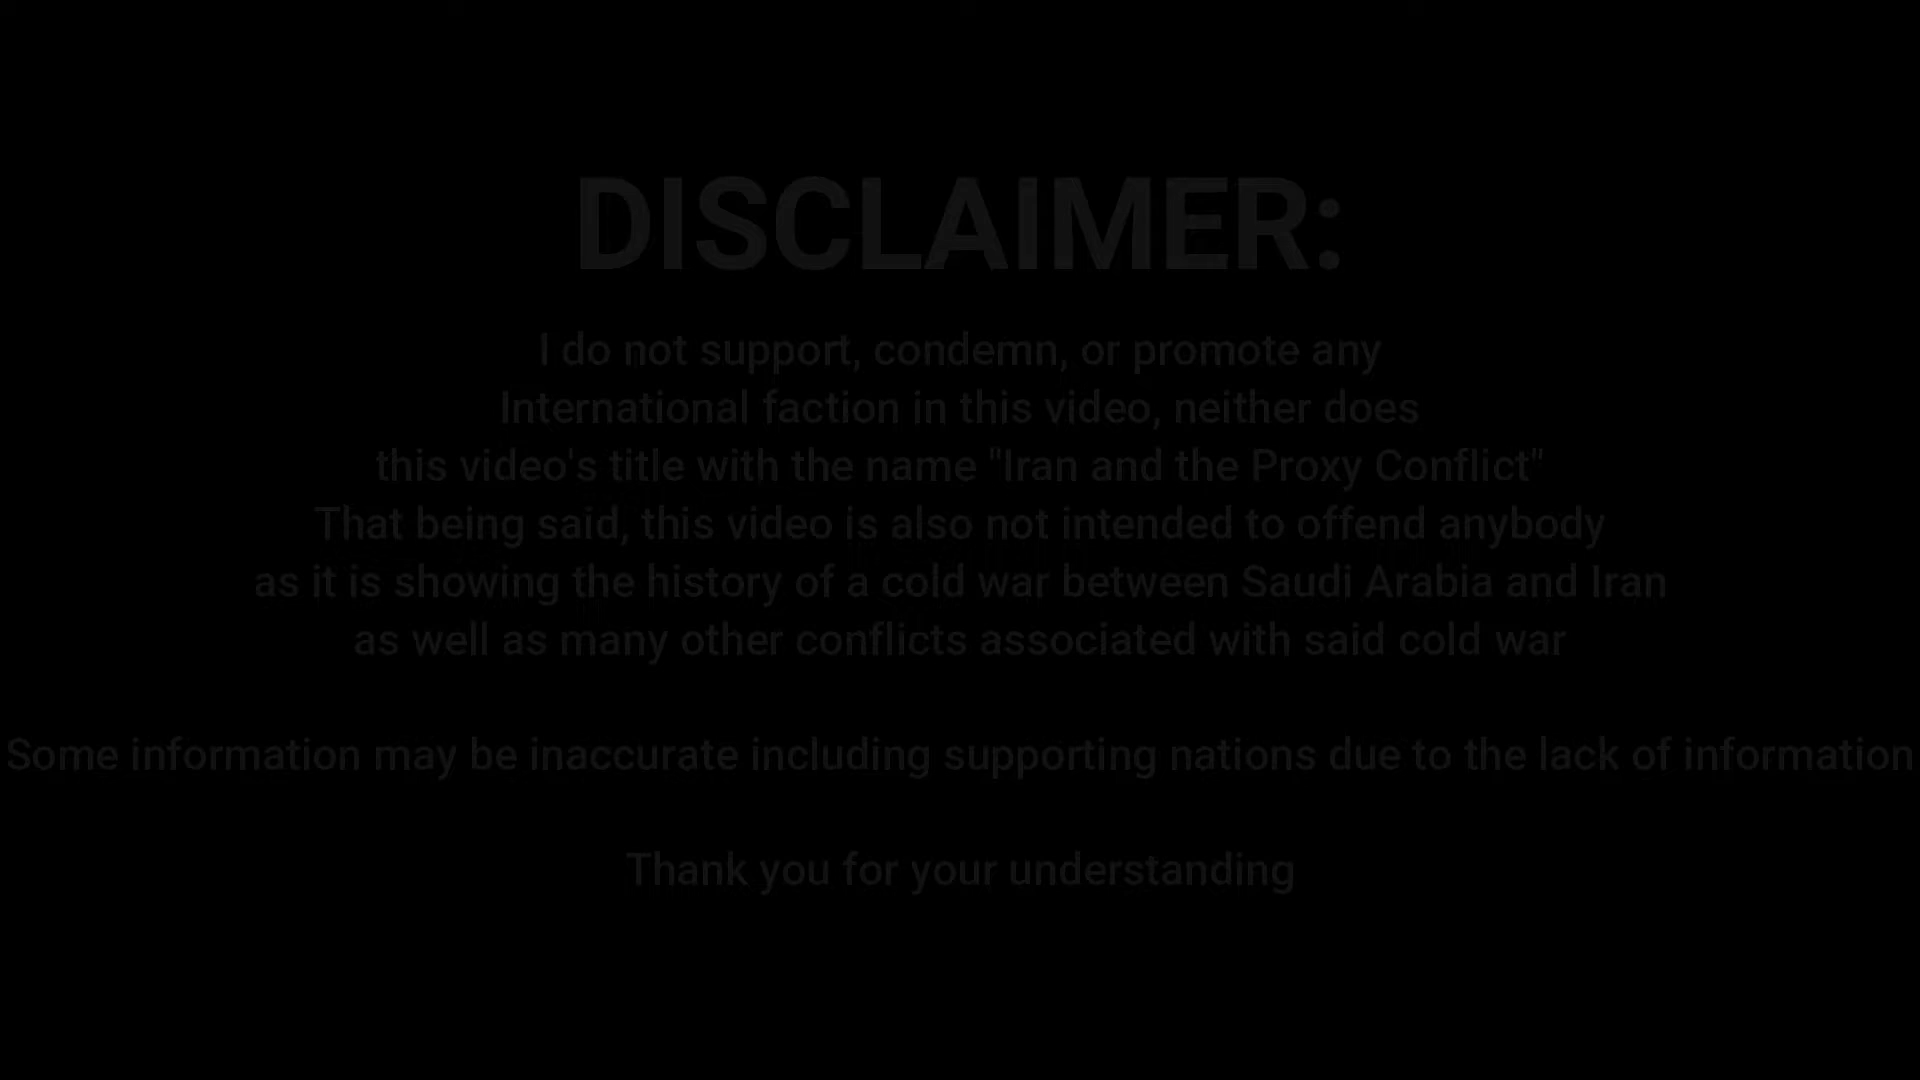 DISCLAIMER:
I do not support, condemn, or promote any
International faction in this video, neither does
this video's title with the name "Iran and the Proxy Conflict"
That being said, this video is also not intended to offend anybody
as it is showing the history of a cold war between Saudi Arabia and Iran
as well as many other conflicts associated with said cold war
Some information may be inaccurate including supporting nations due to the lack of information
Thank you for your understanding